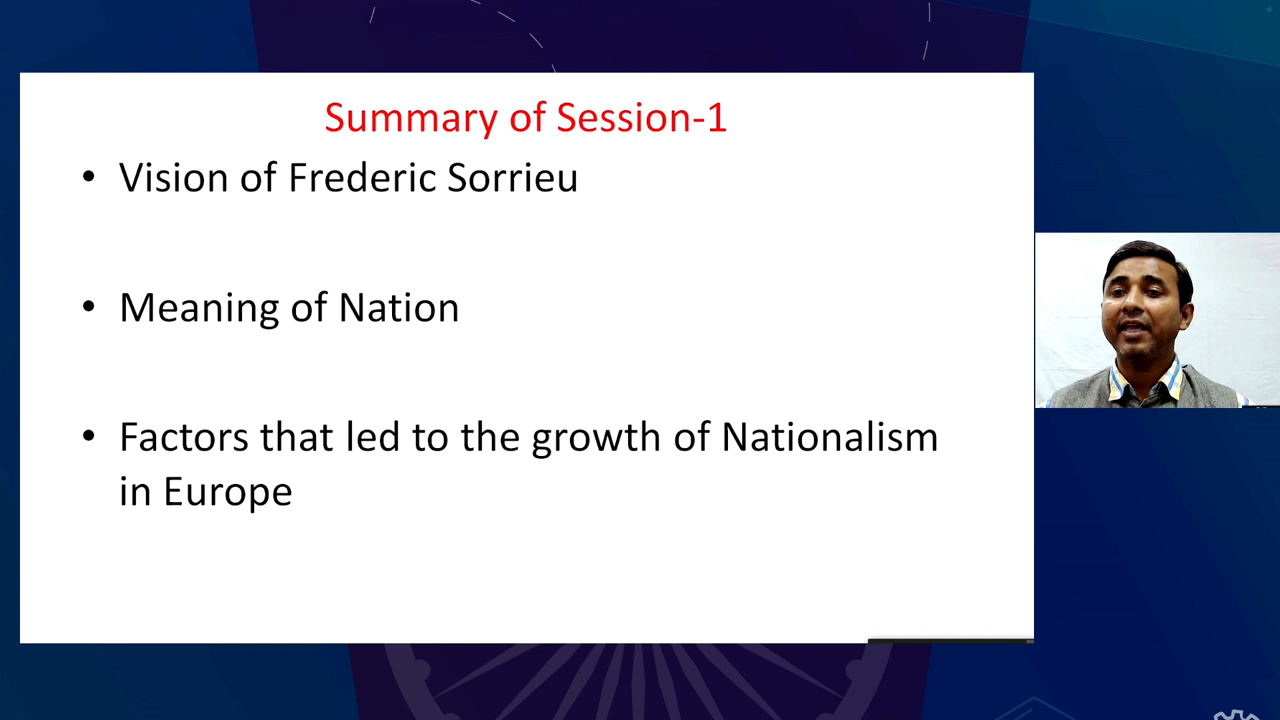 Summary of Session-1
• Vision of Frederic Sorrieu
• Meaning of Nation
• Factors that led to the growth of Nationalism
in Europe